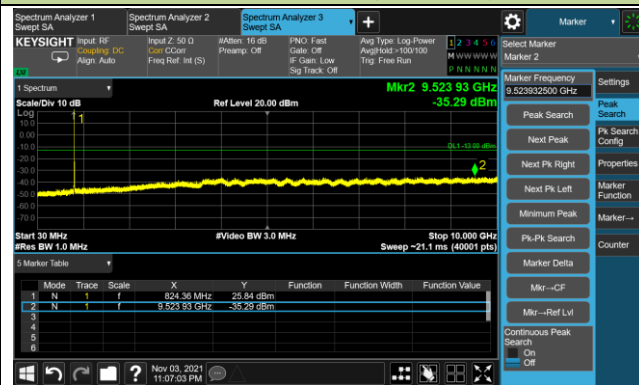 Spectrum Analyzer 1
Swept SA
Spectrum Analyzer 2
Swept SA
Spectrum Analyzer 3
Swept SA
Marker
KEYSIGHT
Input: RF
Coupling: DC
Align: Auto
Input Z: 50 Ω
Corr CCorr
Freq Ref: Int (S)
#Atten: 16 dB
Preamp: Off
PNO: Fast
Gate: Off
IF Gain: Low
Sig Track: Off
Avg Type: Log-Power
Avg|Hold:>100/100
Trig: Free Run
1 2 3 4 5 6
M W W W W W
P N N N N N
Select Marker
Marker 2
1 Spectrum
Scale/Div 10 dB
Log
Ref Level 20.00 dBm
Mkr2 9.523 93 GHz
-35.29 dBm
10.0
0.00
-10.0
-20.0
-30.0
-40.0
-50.0
-60.0
-70.0
1
DL1 -13.00 dBm
2
Start 30 MHz
#Res BW 1.0 MHz
#Video BW 3.0 MHz
Stop 10.000 GHz
Sweep ~21.1 ms (40001 pts)
5 Marker Table
Mode Trace Scale X Y Function Function Width Function Value
1 N 1 f 824.36 MHz 25.84 dBm
2 N 1 f 9.523 93 GHz -35.29 dBm
3
4
5
6
Nov 03, 2021
11:07:03 PM
Marker Frequency
9.523932500 GHz
Peak Search
Next Peak
Next Pk Right
Next Pk Left
Minimum Peak
Pk-Pk Search
Marker Delta
Mkr→CF
Mkr→Ref Lvl
Continuous Peak
Search
On
Off
Settings
Peak
Search
Pk Search
Config
Properties
Marker
Function
Marker→
Counter